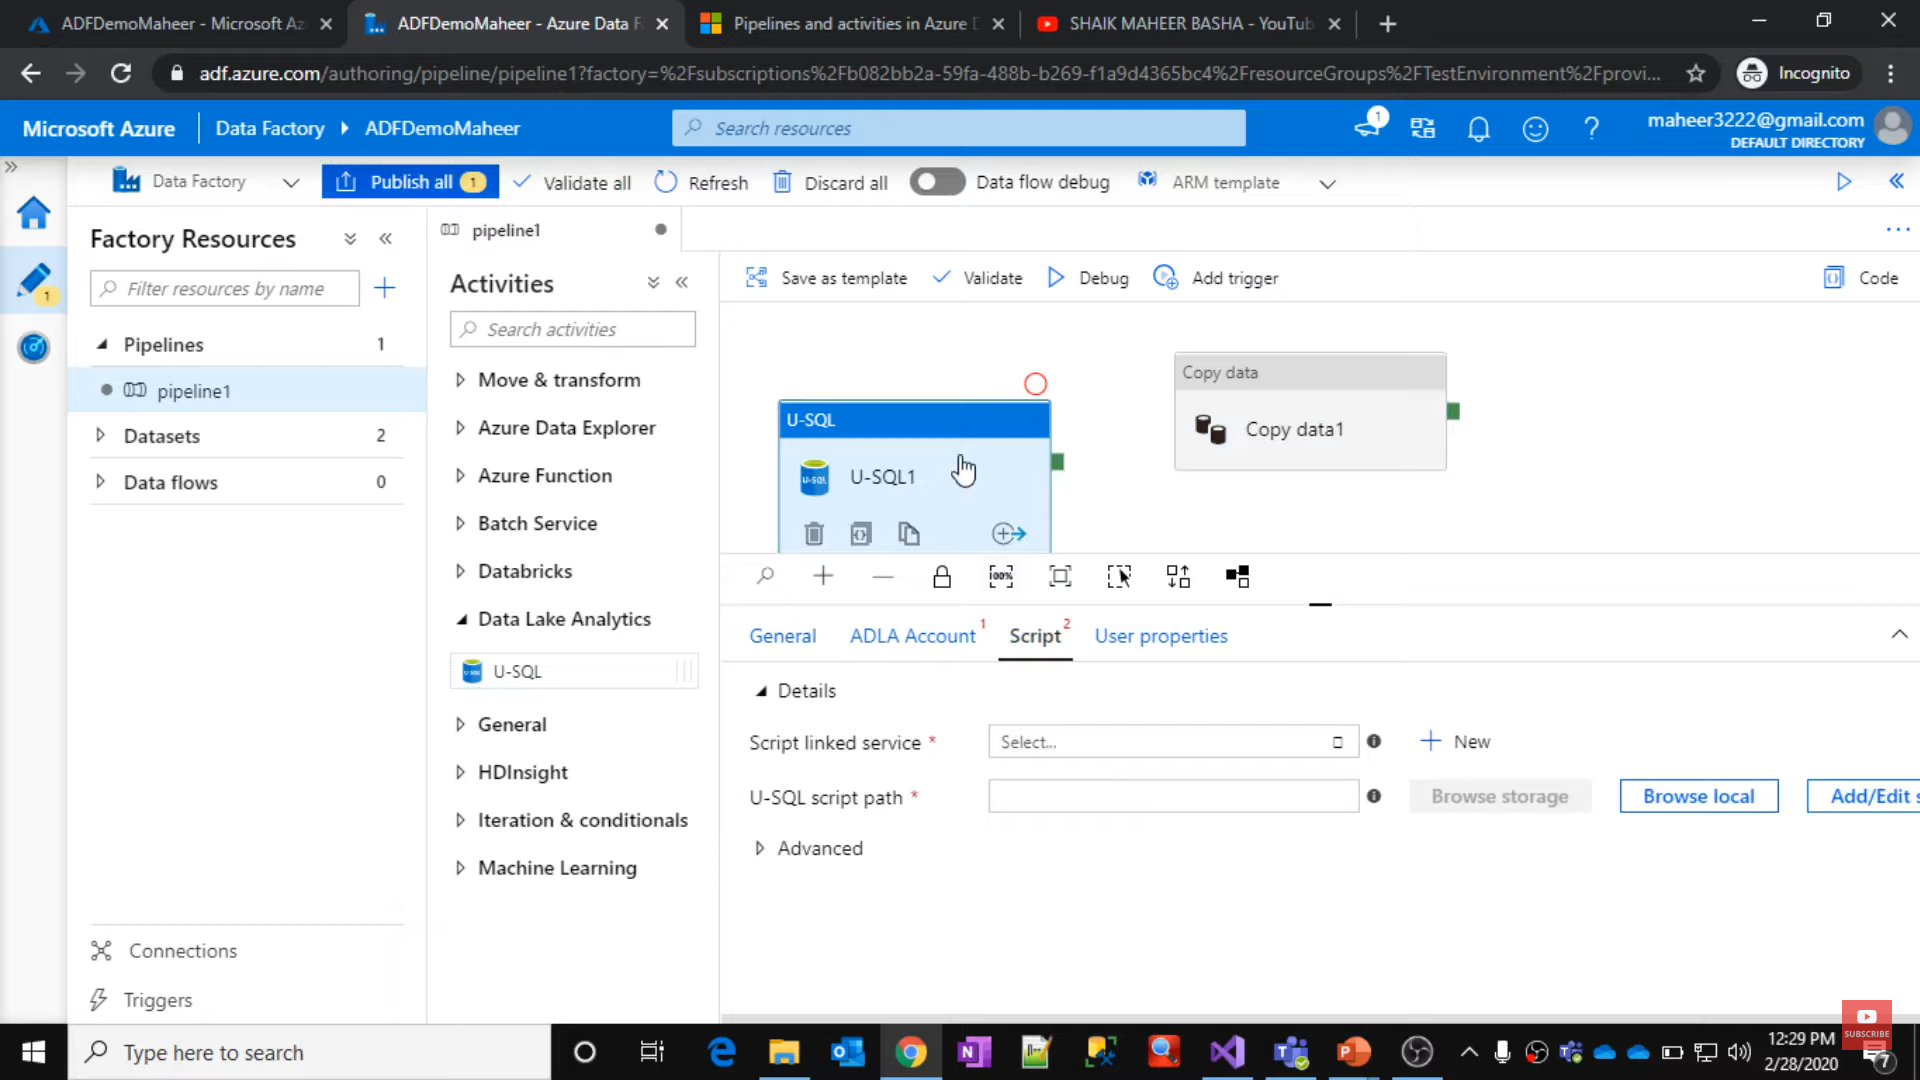 ADFDemoMaheer - Microsoft Az
ADFDemoMaheer - Azure Data F
Pipelines and activities in Azure D
SHAIK MAHEER BASHA - YouTub
adf.azure.com/authoring/pipeline/pipeline1?factory=%2Fsubscriptions%2Fb082bb2a-59fa-488b-b269-f1a9d4365bc4%2FresourceGroups%2FTestEnvironment%2Fprovi...
Incognito
Microsoft Azure
Data Factory
ADFDemoMaheer
Search resources
1
maheer3222@gmail.com
DEFAULT DIRECTORY
Data Factory
Publish all 1
Validate all
Refresh
Discard all
Data flow debug
ARM template
1
Factory Resources
Filter resources by name
Pipelines 1
pipeline1
Datasets 2
Data flows 0
Connections
Triggers
pipeline1
Activities
Search activities
Move & transform
Azure Data Explorer
Azure Function
Batch Service
Databricks
Data Lake Analytics
U-SQL
General
HDInsight
Iteration & conditionals
Machine Learning
Save as template
Validate
Debug
Add trigger
Code
U-SQL
U-SQL
U-SQL1
Copy data
Copy data1
100%
General
ADLA Account 1
Script 2
User properties
Details
Script linked service *
Select...
New
U-SQL script path *
Browse storage
Browse local
Add/Edit s
Advanced
SUBSCRIBE
Type here to search
12:29 PM
2/28/2020
7